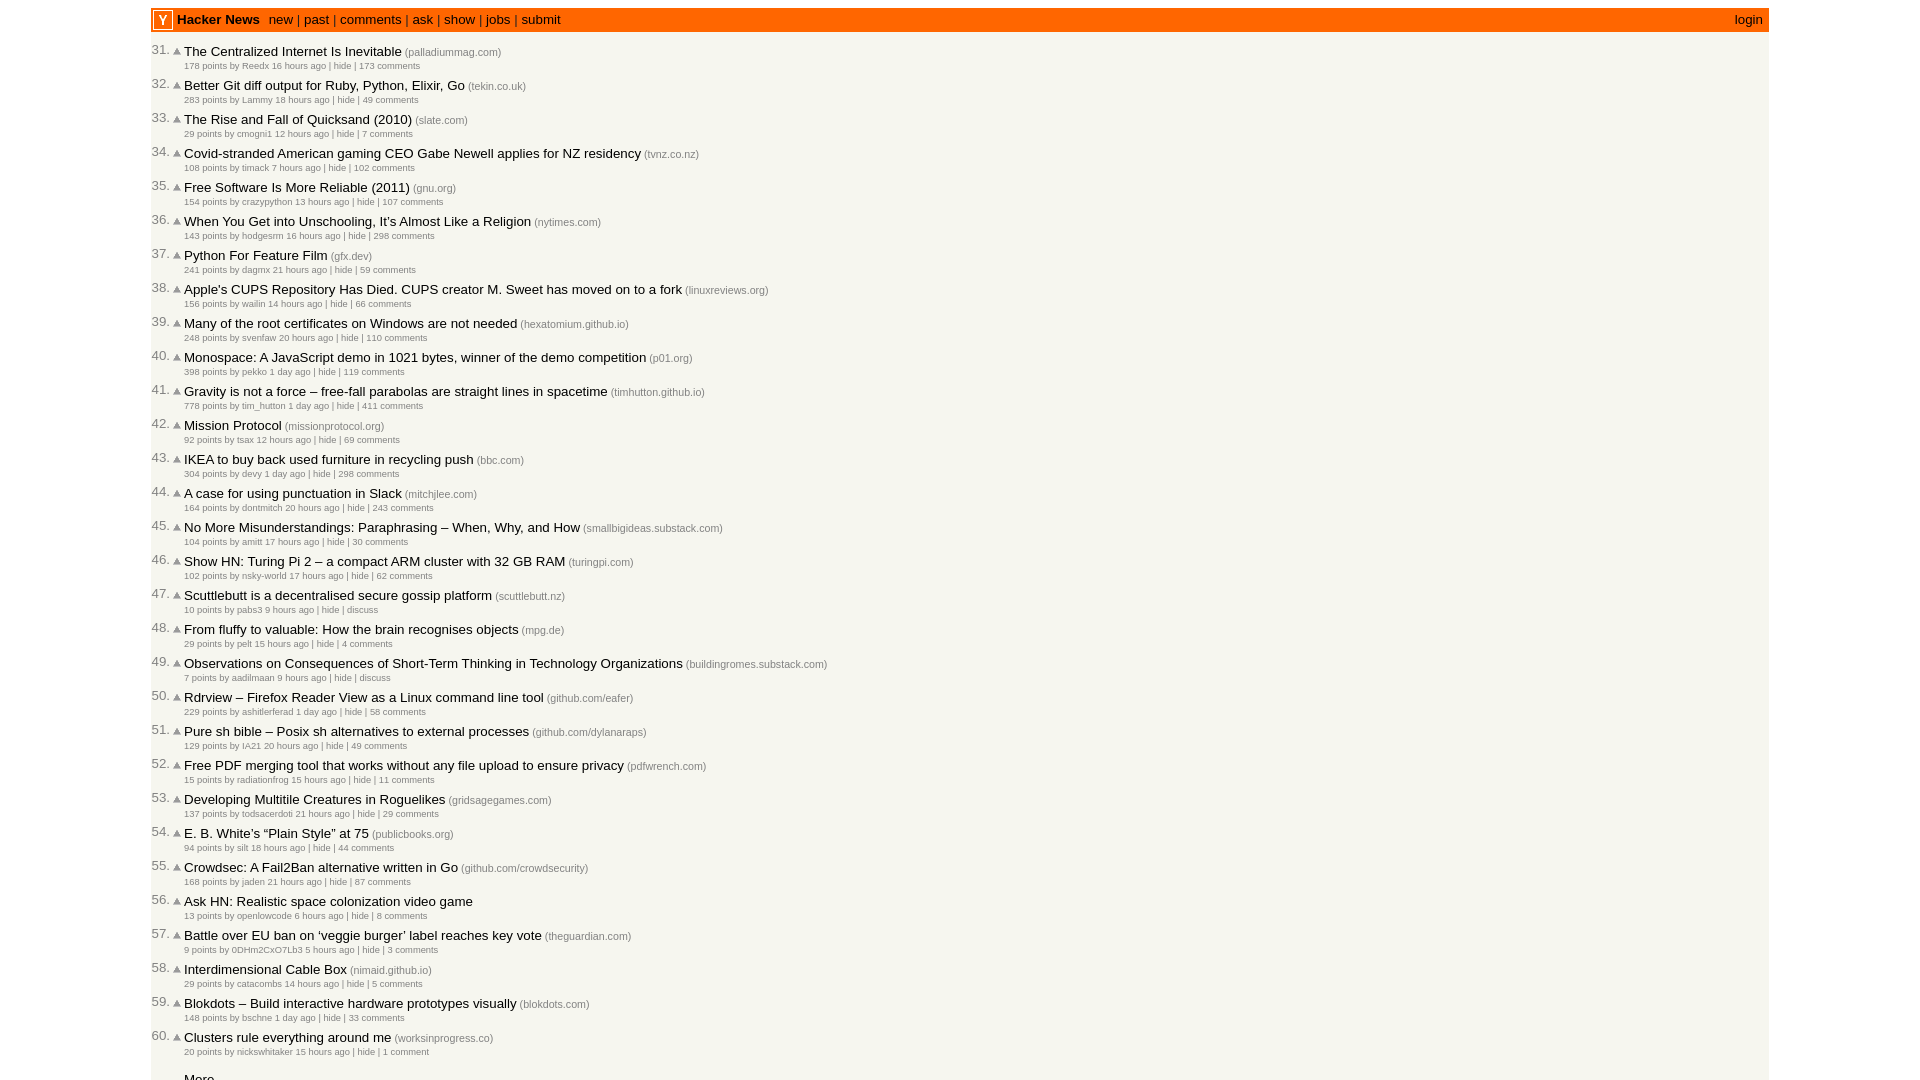 Y Hacker News new | past | comments | ask | show | jobs | submit login
31. The Centralized Internet Is Inevitable (palladiummag.com)
178 points by Reedx 16 hours ago | hide | 173 comments
32. Better Git diff output for Ruby, Python, Elixir, Go (tekin.co.uk)
283 points by Lammy 18 hours ago | hide | 49 comments
33. The Rise and Fall of Quicksand (2010) (slate.com)
29 points by cmogni1 12 hours ago | hide | 7 comments
34. Covid-stranded American gaming CEO Gabe Newell applies for NZ residency (tvnz.co.nz)
108 points by timack 7 hours ago | hide | 102 comments
35. Free Software Is More Reliable (2011) (gnu.org)
154 points by crazypython 13 hours ago | hide | 107 comments
36. When You Get into Unschooling, It’s Almost Like a Religion (nytimes.com)
143 points by hodgesrm 16 hours ago | hide | 298 comments
37. Python For Feature Film (gfx.dev)
241 points by dagmx 21 hours ago | hide | 59 comments
38. Apple's CUPS Repository Has Died. CUPS creator M. Sweet has moved on to a fork (linuxreviews.org)
156 points by wailin 14 hours ago | hide | 66 comments
39. Many of the root certificates on Windows are not needed (hexatomium.github.io)
248 points by svenfaw 20 hours ago | hide | 110 comments
40. Monospace: A JavaScript demo in 1021 bytes, winner of the demo competition (p01.org)
398 points by pekko 1 day ago | hide | 119 comments
41. Gravity is not a force – free-fall parabolas are straight lines in spacetime (timhutton.github.io)
778 points by tim_hutton 1 day ago | hide | 411 comments
42. Mission Protocol (missionprotocol.org)
92 points by tsax 12 hours ago | hide | 69 comments
43. IKEA to buy back used furniture in recycling push (bbc.com)
304 points by devy 1 day ago | hide | 298 comments
44. A case for using punctuation in Slack (mitchjlee.com)
164 points by dontmitch 20 hours ago | hide | 243 comments
45. No More Misunderstandings: Paraphrasing – When, Why, and How (smallbigideas.substack.com)
104 points by amitt 17 hours ago | hide | 30 comments
46. Show HN: Turing Pi 2 – a compact ARM cluster with 32 GB RAM (turingpi.com)
102 points by nsky-world 17 hours ago | hide | 62 comments
47. Scuttlebutt is a decentralised secure gossip platform (scuttlebutt.nz)
10 points by pabs3 9 hours ago | hide | discuss
48. From fluffy to valuable: How the brain recognises objects (mpg.de)
29 points by pelt 15 hours ago | hide | 4 comments
49. Observations on Consequences of Short-Term Thinking in Technology Organizations (buildingromes.substack.com)
7 points by aadilmaan 9 hours ago | hide | discuss
50. Rdrview – Firefox Reader View as a Linux command line tool (github.com/eafer)
229 points by ashitlerferad 1 day ago | hide | 58 comments
51. Pure sh bible – Posix sh alternatives to external processes (github.com/dylanaraps)
129 points by IA21 20 hours ago | hide | 49 comments
52. Free PDF merging tool that works without any file upload to ensure privacy (pdfwrench.com)
15 points by radiationfrog 15 hours ago | hide | 11 comments
53. Developing Multitile Creatures in Roguelikes (gridsagegames.com)
137 points by todsacerdoti 21 hours ago | hide | 29 comments
54. E. B. White’s “Plain Style” at 75 (publicbooks.org)
94 points by silt 18 hours ago | hide | 44 comments
55. Crowdsec: A Fail2Ban alternative written in Go (github.com/crowdsecurity)
168 points by jaden 21 hours ago | hide | 87 comments
56. Ask HN: Realistic space colonization video game
13 points by openlowcode 6 hours ago | hide | 8 comments
57. Battle over EU ban on ‘veggie burger’ label reaches key vote (theguardian.com)
9 points by 0DHm2CxO7Lb3 5 hours ago | hide | 3 comments
58. Interdimensional Cable Box (nimaid.github.io)
29 points by catacombs 14 hours ago | hide | 5 comments
59. Blokdots – Build interactive hardware prototypes visually (blokdots.com)
148 points by bschne 1 day ago | hide | 33 comments
60. Clusters rule everything around me (worksinprogress.co)
20 points by nickswhitaker 15 hours ago | hide | 1 comment
More